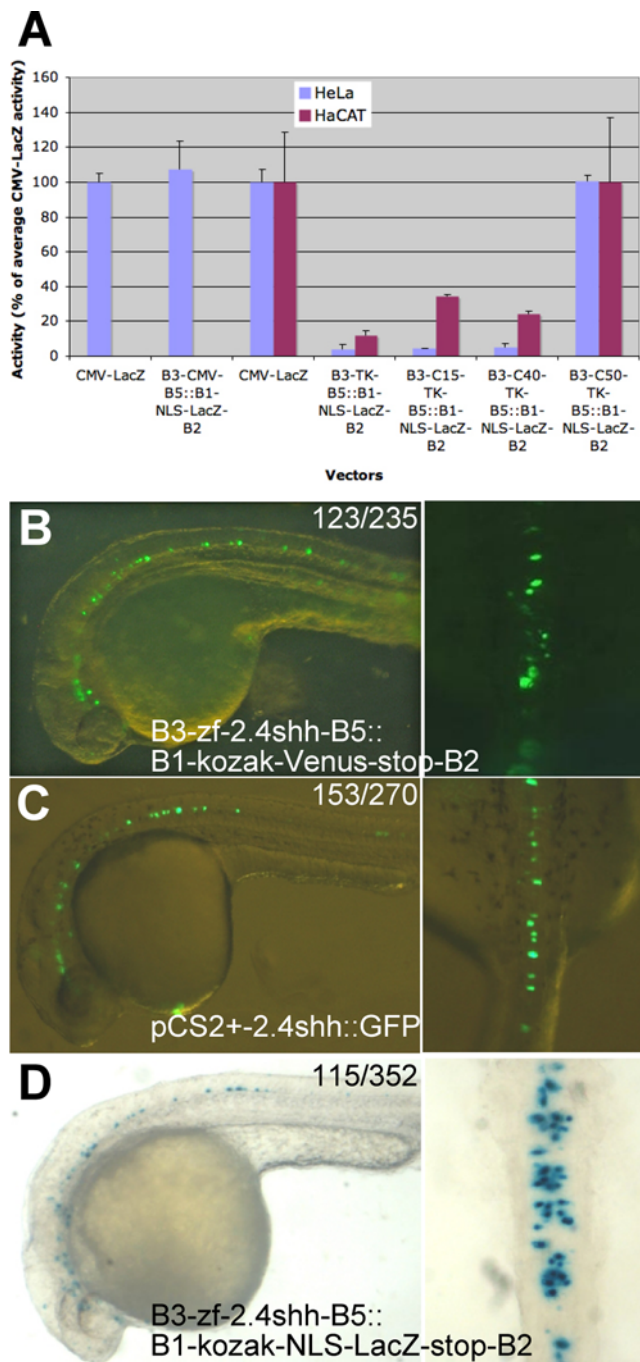 A
160
140
120
100
80
60
40
20
0
Activity (% of average CMV-LacZ activity)
HeLa
HaCAT
CMV-LacZ
B3-CMV-
B5::B1-
NLS-LacZ-
B2
CMV-LacZ
B3-TK-
B5::B1-
NLS-LacZ-
B2
B3-C15-
TK-
B5::B1-
NLS-LacZ-
B2
B3-C40-
TK-
B5::B1-
NLS-LacZ-
B2
B3-C50-
TK-
B5::B1-
NLS-LacZ-
B2
Vectors
B
123/235
B3-zf-2.4shh-B5::
B1-kozak-Venus-stop-B2
C
153/270
pCS2+-2.4shh::GFP
D
115/352
B3-zf-2.4shh-B5::
B1-kozak-NLS-LacZ-stop-B2